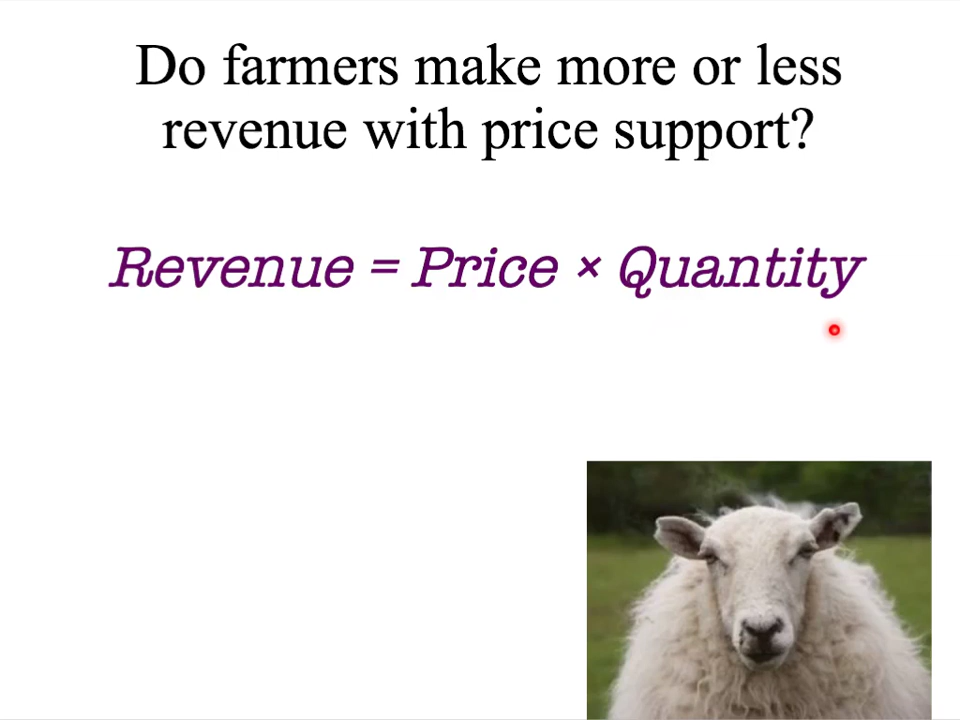 Do farmers make more or less
revenue with price support?
Revenue = Price × Quantity